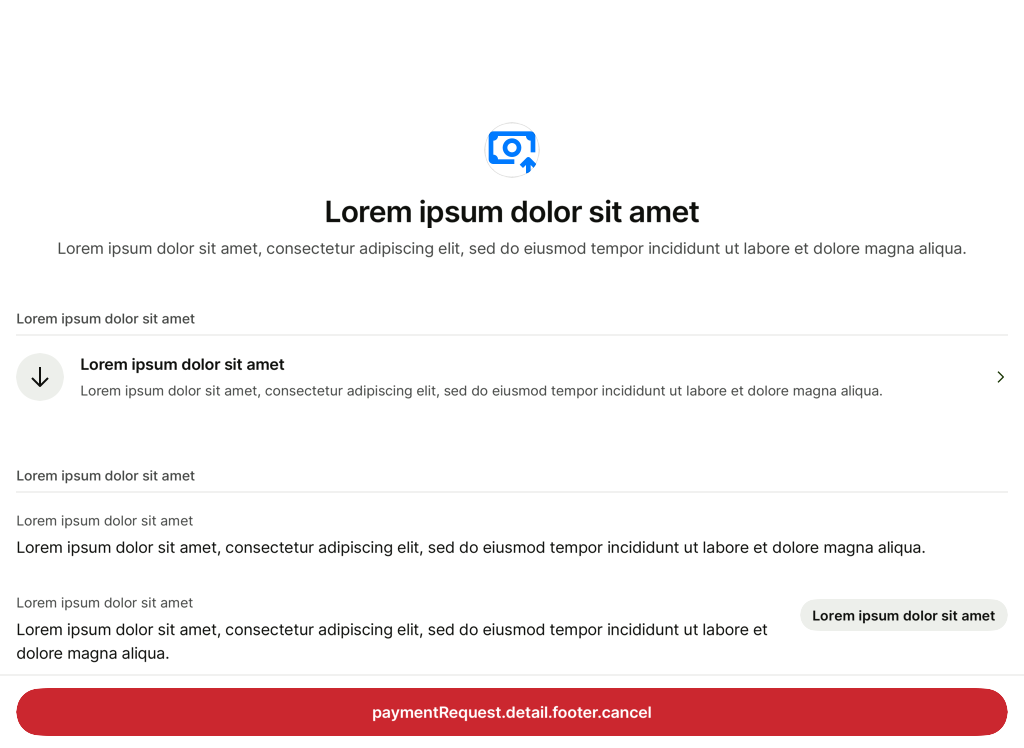 Lorem ipsum dolor sit amet
Lorem ipsum dolor sit amet, consectetur adipiscing elit, sed do eiusmod tempor incididunt ut labore et dolore magna aliqua.
Lorem ipsum dolor sit amet
Lorem ipsum dolor sit amet
Lorem ipsum dolor sit amet, consectetur adipiscing elit, sed do eiusmod tempor incididunt ut labore et dolore magna aliqua.
Lorem ipsum dolor sit amet
Lorem ipsum dolor sit amet
Lorem ipsum dolor sit amet, consectetur adipiscing elit, sed do eiusmod tempor incididunt ut labore et dolore magna aliqua.
Lorem ipsum dolor sit amet
Lorem ipsum dolor sit amet, consectetur adipiscing elit, sed do eiusmod tempor incididunt ut labore et
dolore magna aliqua.
Lorem ipsum dolor sit amet
paymentRequest.detail.footer.cancel